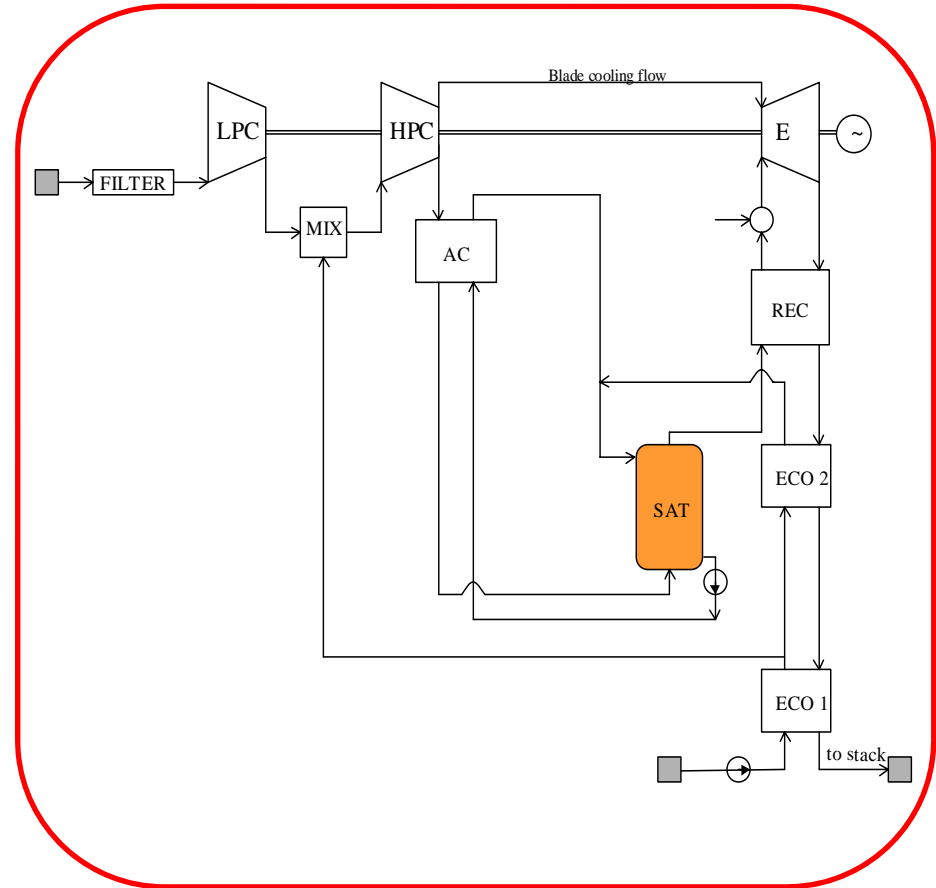 Blade cooling flow
LPC
HPC
E
~
FILTER
MIX
AC
REC
ECO 2
SAT
ECO 1
to stack